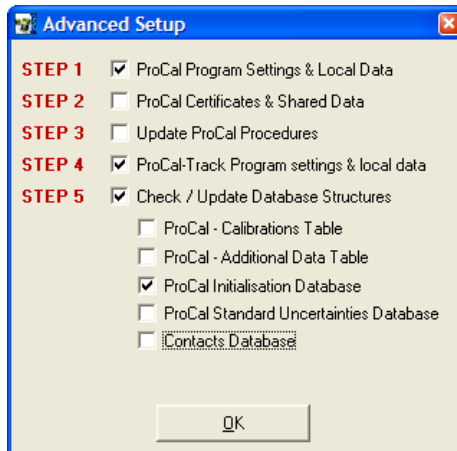 Advanced Setup
STEP 1 ProCal Program Settings & Local Data
STEP 2 ProCal Certificates & Shared Data
STEP 3 Update ProCal Procedures
STEP 4 ProCal-Track Program settings & local data
STEP 5 Check / Update Database Structures
ProCal - Calibrations Table
ProCal - Additional Data Table
ProCal Initialisation Database
ProCal Standard Uncertainties Database
Contacts Database
OK